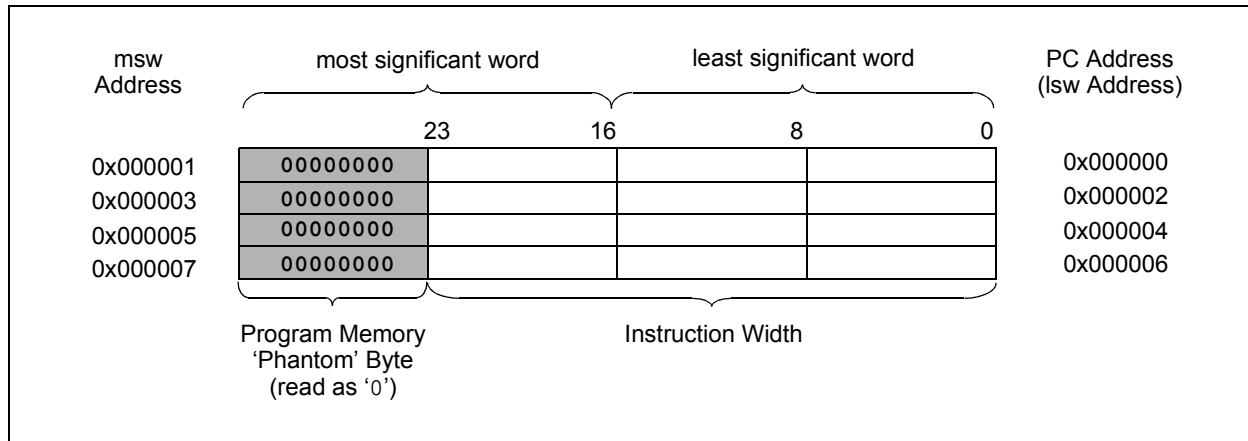 msw
Address
most significant word
least significant word
PC Address
(lsw Address)
23 16 8 0
0x000001 00000000 0x000000
0x000003 00000000 0x000002
0x000005 00000000 0x000004
0x000007 00000000 0x000006
Program Memory
‘Phantom’ Byte
(read as ‘0’)
Instruction Width